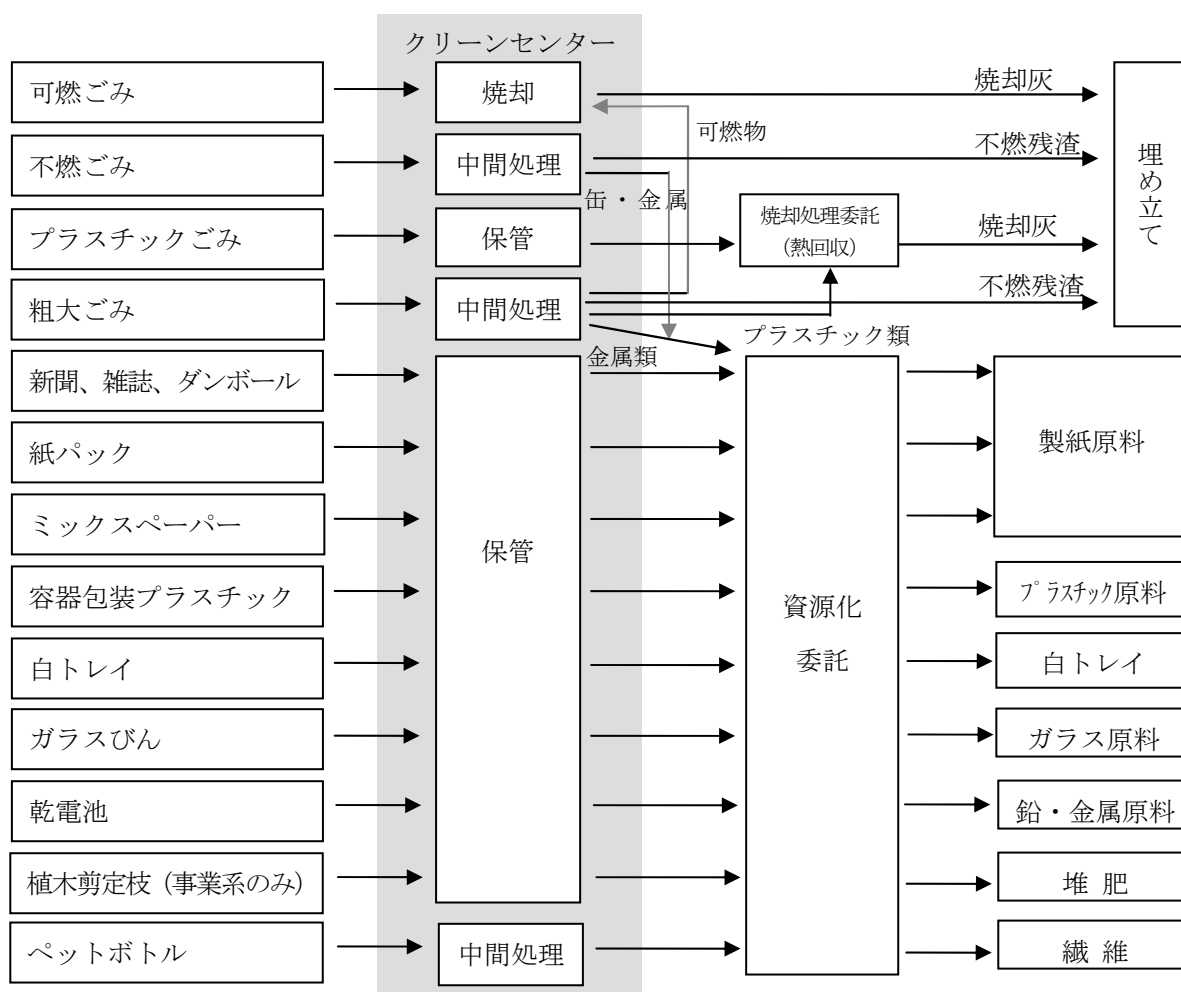 クリーンセンター
可燃ごみ
焼却
焼却灰
可燃物
不燃ごみ
中間処理
不燃残渣
缶・金属
埋め立て
プラスチックごみ
保管
焼却処理委託
(熱回収)
焼却灰
粗大ごみ
中間処理
不燃残渣
プラスチック類
金属類
新聞、雑誌、ダンボール
紙パック
製紙原料
ミックスペーパー
保管
容器包装プラスチック
資源化
委託
プラスチック原料
白トレイ
白トレイ
ガラスびん
ガラス原料
乾電池
鉛・金属原料
植木剪定枝(事業系のみ)
堆 肥
ペットボトル
中間処理
繊 維